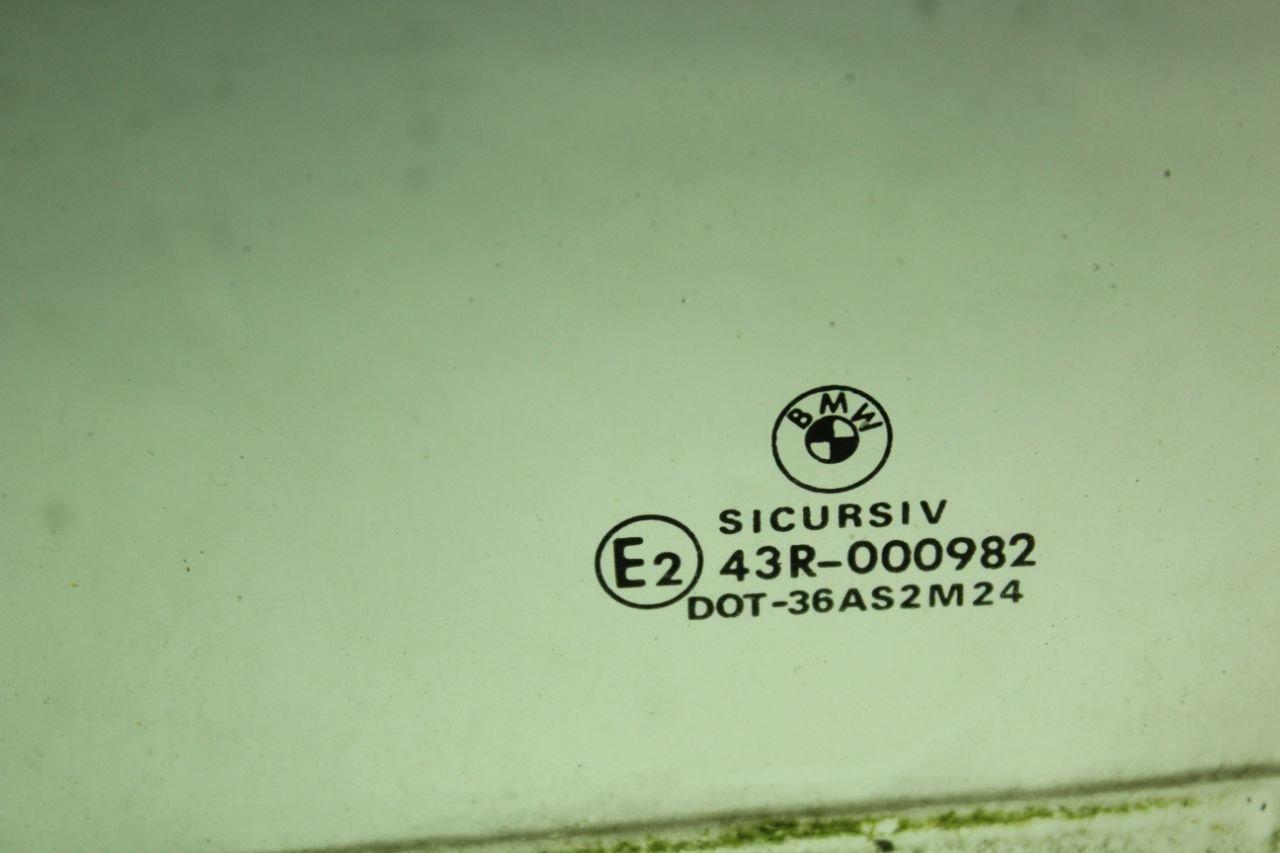 BMW
SICURSIV
E2 43R-000982
DOT-36AS2M24